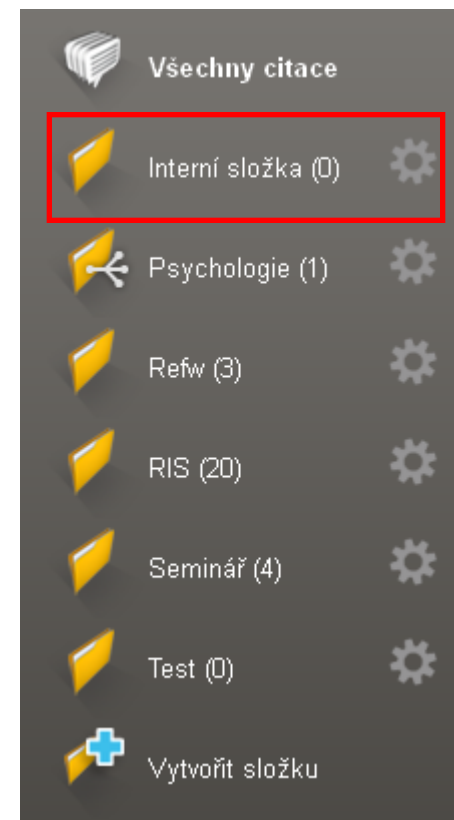 Všechny citace
Interní složka (0)
Psychologie (1)
Refw (3)
RIS (20)
Seminář (4)
Test (0)
Vytvořit složku